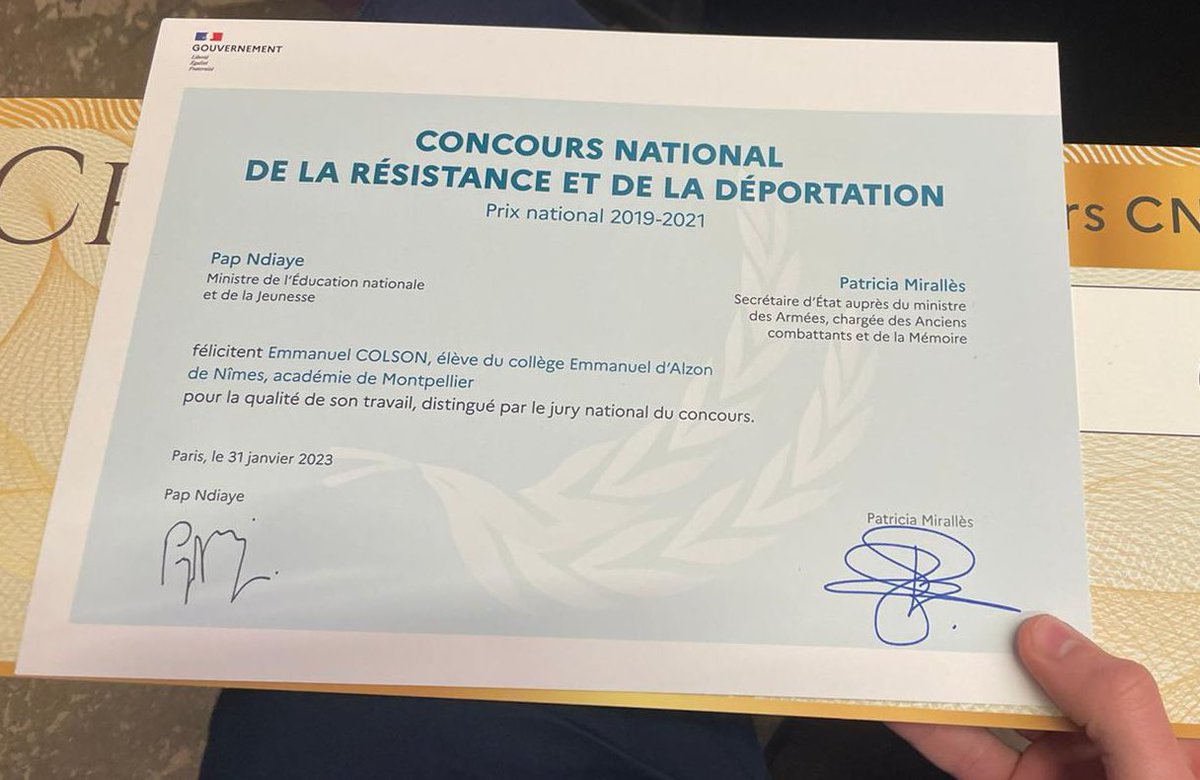 GOUVERNEMENT
Liberté
Égalité
Fraternité
CONCOURS NATIONAL
DE LA RÉSISTANCE ET DE LA DÉPORTATION
Prix national 2019-2021
Pap Ndiaye
Ministre de l'Éducation nationale
et de la Jeunesse
Patricia Mirallès
Secrétaire d'État auprès du ministre
des Armées, chargée des Anciens
combattants et de la Mémoire
félicitent Emmanuel COLSON, élève du collège Emmanuel d'Alzon
de Nîmes, académie de Montpellier
pour la qualité de son travail, distingué par le jury national du concours.
Paris, le 31 janvier 2023
Pap Ndiaye
Patricia Mirallès